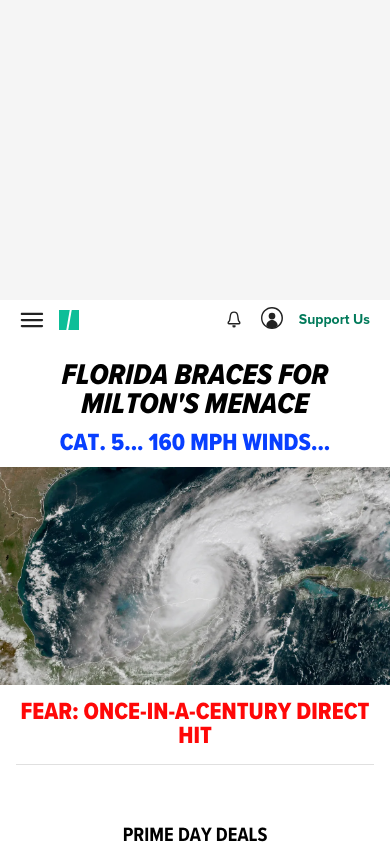 Support Us
FLORIDA BRACES FOR
MILTON'S MENACE
CAT. 5... 160 MPH WINDS...
FEAR: ONCE-IN-A-CENTURY DIRECT
HIT
PRIME DAY DEALS